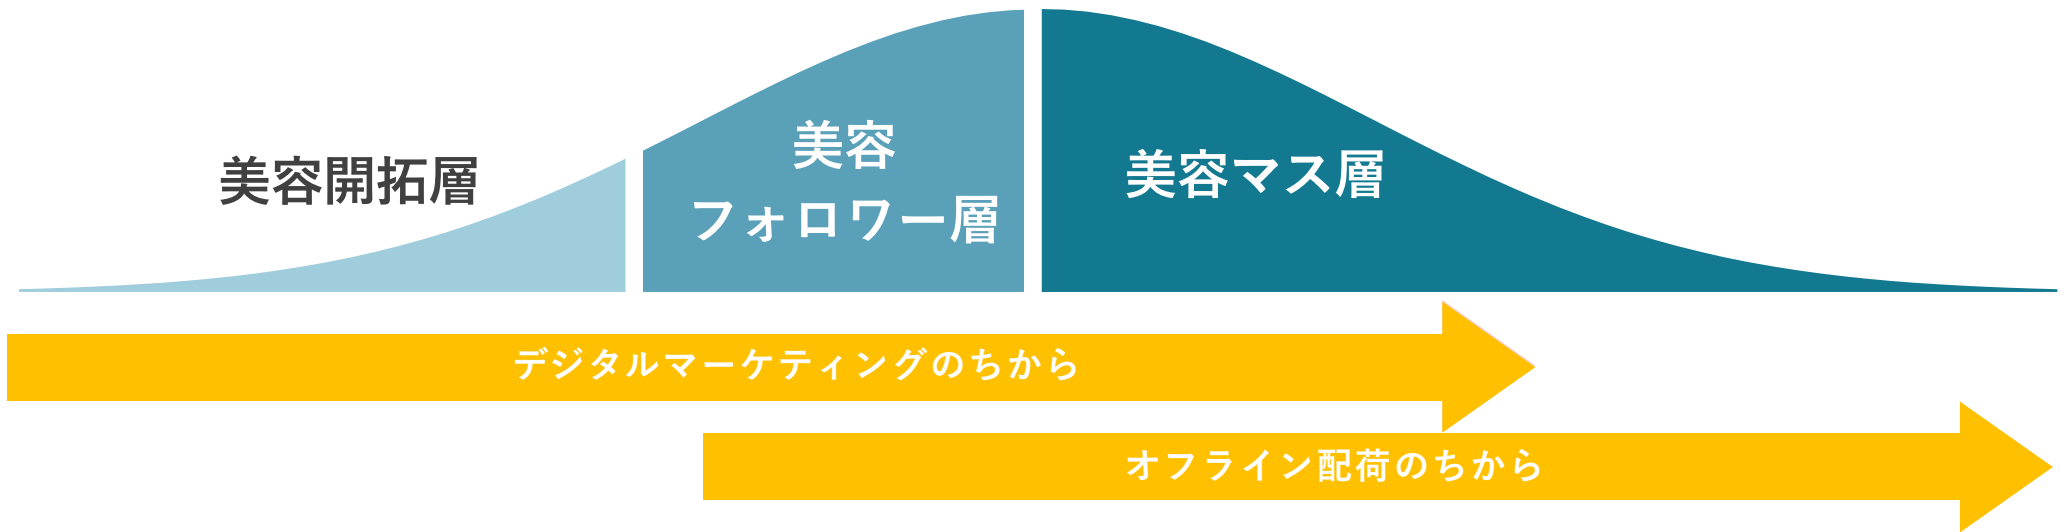 美容開拓層
美容
フォロワー層
美容マス層
デジタルマーケティングのちから
オフライン配荷のちから